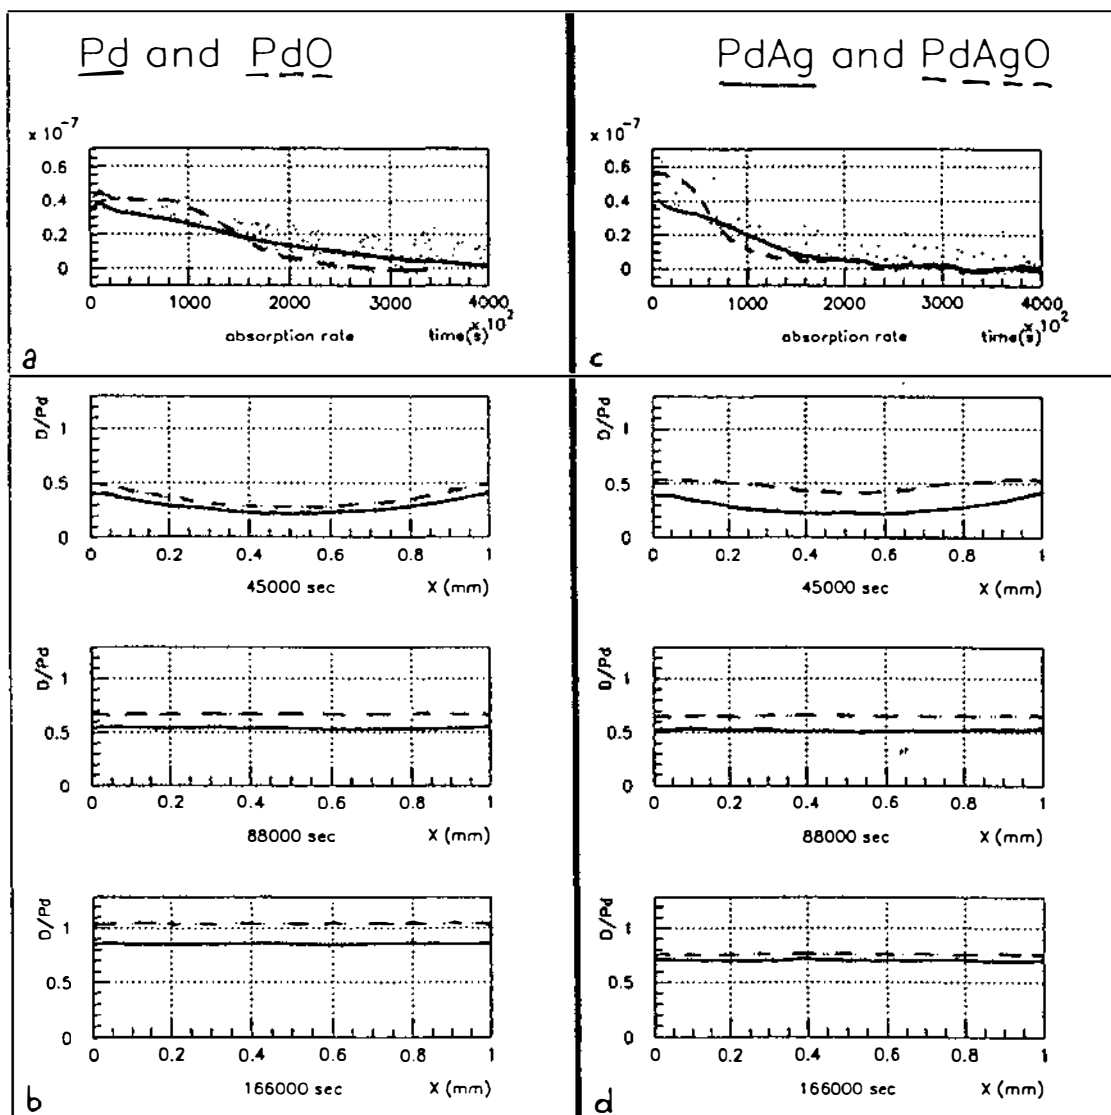 Pd and PdO
x 10⁻⁷
0.6
0.4
0.2
0
0 1000 2000 3000 4000
x 10²
absorption rate time(s)
a
PdAg and PdAgO
x 10⁻⁷
0.6
0.4
0.2
0
0 1000 2000 3000 4000
x 10²
absorption rate time(s)
c
D/Pd
1
0.5
0
0 0.2 0.4 0.6 0.8 1
45000 sec X (mm)
D/Pd
1
0.5
0
0 0.2 0.4 0.6 0.8 1
88000 sec X (mm)
D/Pd
1
0.5
0
0 0.2 0.4 0.6 0.8 1
166000 sec X (mm)
b
D/Pd
1
0.5
0
0 0.2 0.4 0.6 0.8 1
45000 sec X (mm)
D/Pd
1
0.5
0
0 0.2 0.4 0.6 0.8 1
88000 sec X (mm)
D/Pd
1
0.5
0
0 0.2 0.4 0.6 0.8 1
166000 sec X (mm)
d